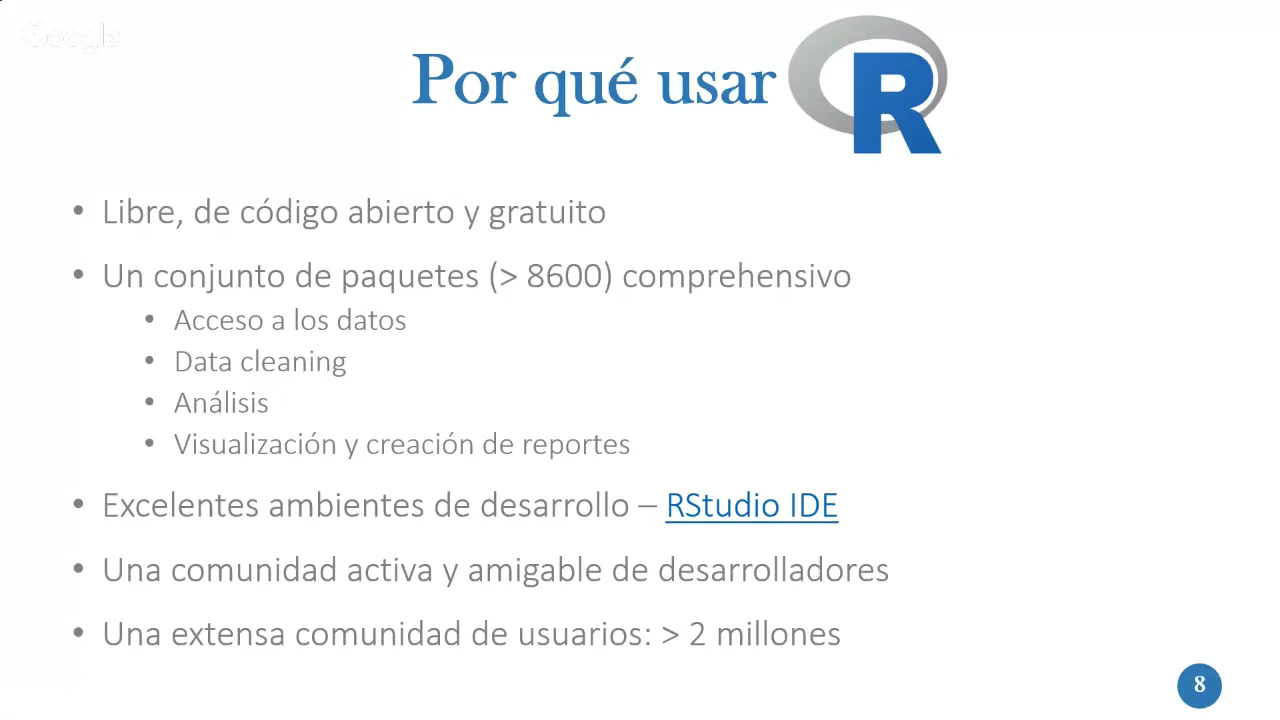 Google
Por qué usar R
• Libre, de código abierto y gratuito
• Un conjunto de paquetes (> 8600) comprehensivo
• Acceso a los datos
• Data cleaning
• Análisis
• Visualización y creación de reportes
• Excelentes ambientes de desarrollo – RStudio IDE
• Una comunidad activa y amigable de desarrolladores
• Una extensa comunidad de usuarios: > 2 millones
8